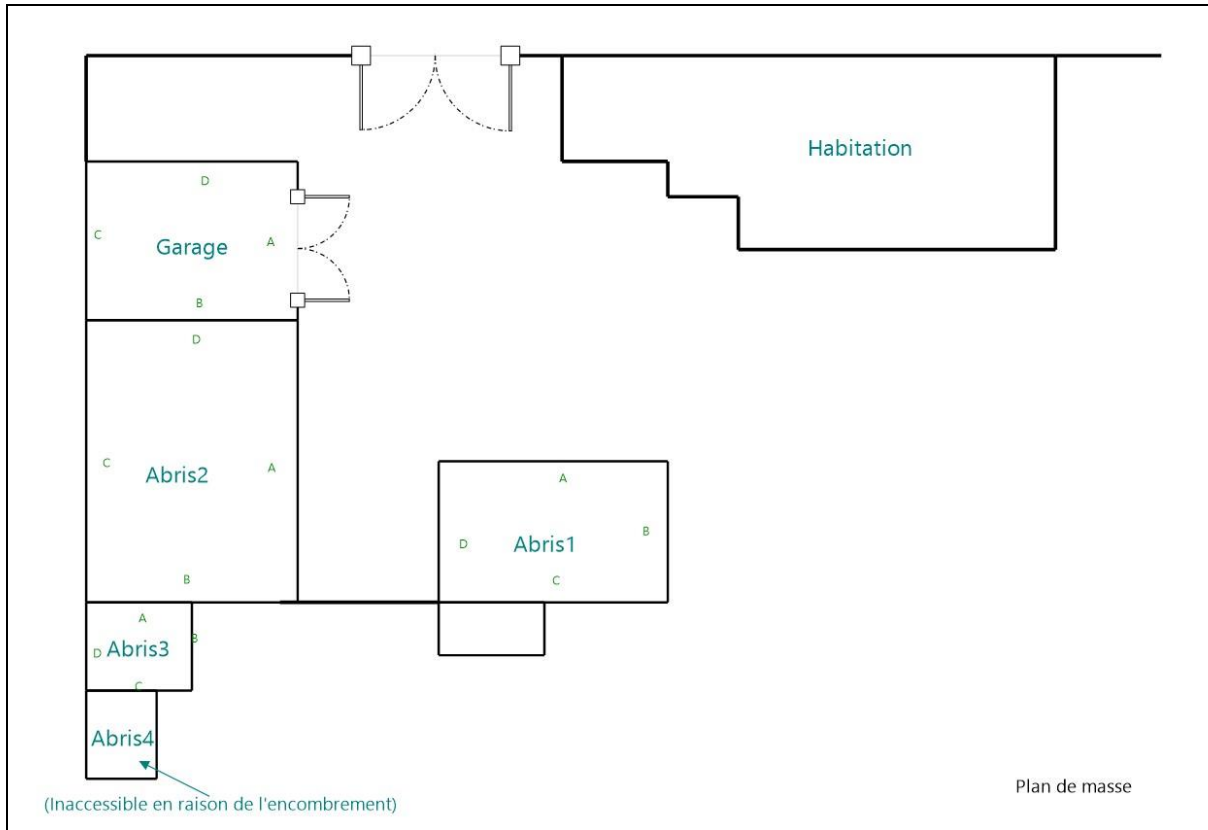 Habitation
D
C
Garage
A
B
D
C
Abris2
A
B
A
B
D
Abris1
C
A
B
D
Abris3
C
Abris4
(Inaccessible en raison de l'encombrement)
Plan de masse